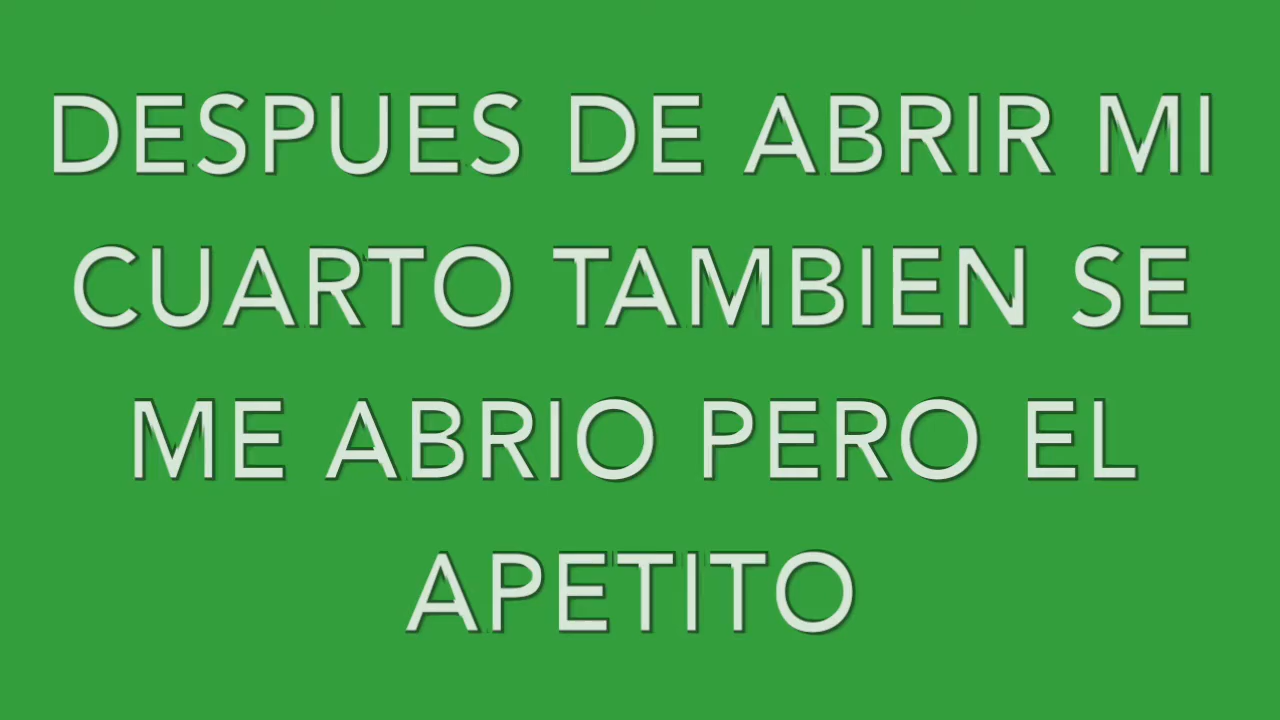 DESPUES DE ABRIR MI
CUARTO TAMBIEN SE
ME ABRIO PERO EL
APETITO